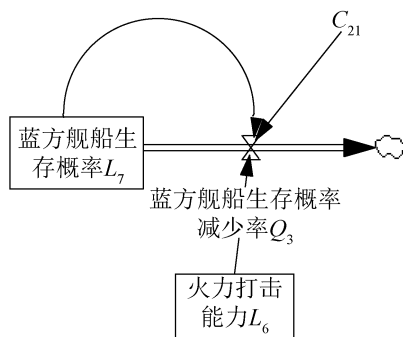 C₂₁
蓝方舰船生
存概率L₇
蓝方舰船生存概率
减少率Q₃
火力打击
能力L₆